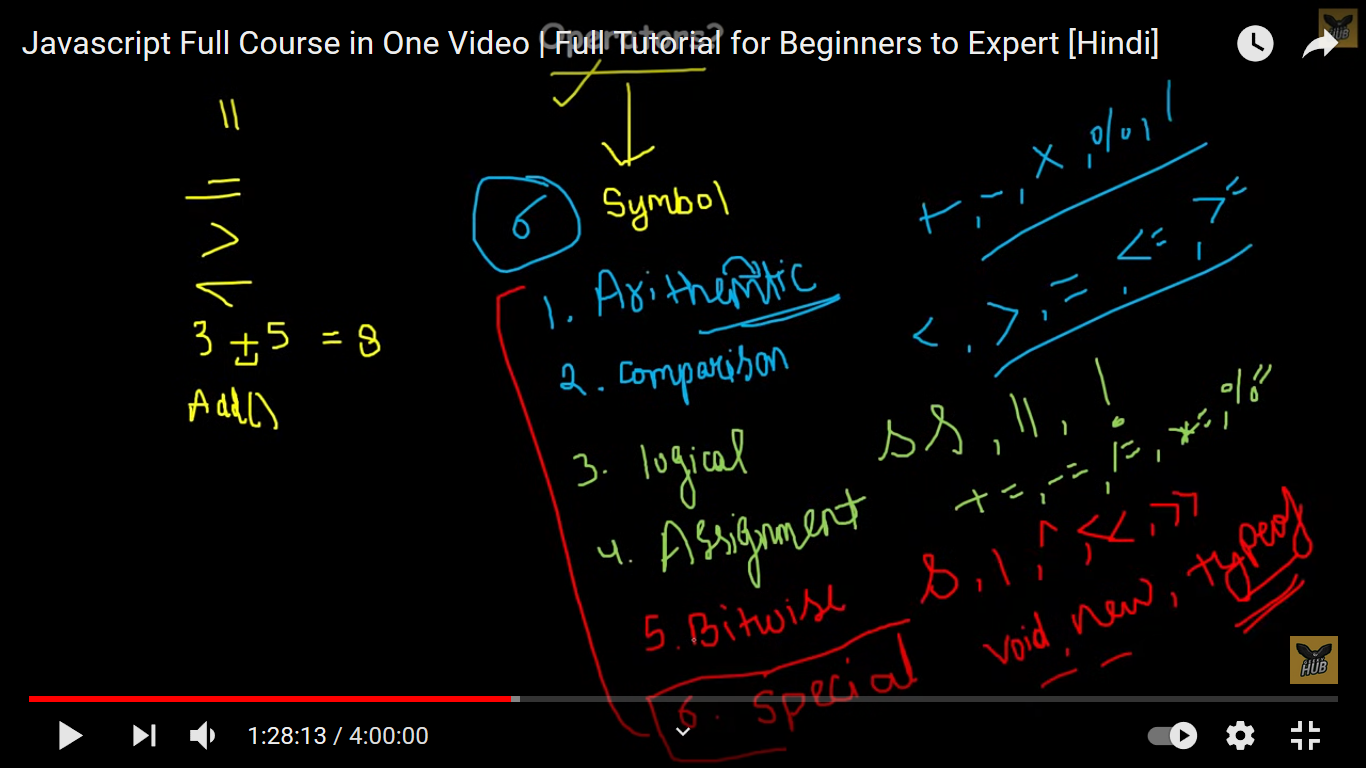 Javascript Full Course in One Video | Full Tutorial for Beginners to Expert [Hindi]
Operators?
||
=
>
<
3 + 5 = 8
Add()
Symbol
6
1. Arithemtic
+, -, x, %, /
2. Comparison
<, >, =, <=, >=
3. logical
&&, ||, !
4. Assignment
+=, -=, /=, *=, %=
5. Bitwise
&, |, ^, <<, >>
6. Special
void, new, typeof
HUB
1:28:13 / 4:00:00